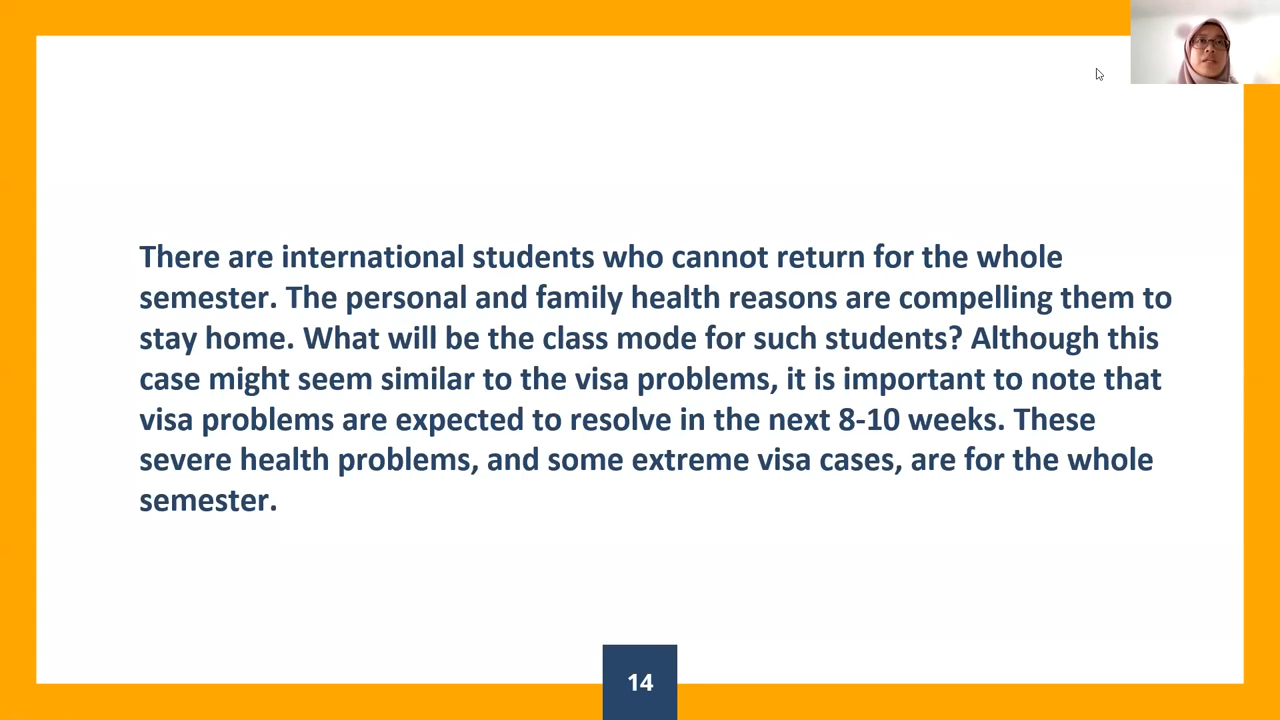 There are international students who cannot return for the whole
semester. The personal and family health reasons are compelling them to
stay home. What will be the class mode for such students? Although this
case might seem similar to the visa problems, it is important to note that
visa problems are expected to resolve in the next 8-10 weeks. These
severe health problems, and some extreme visa cases, are for the whole
semester.
14